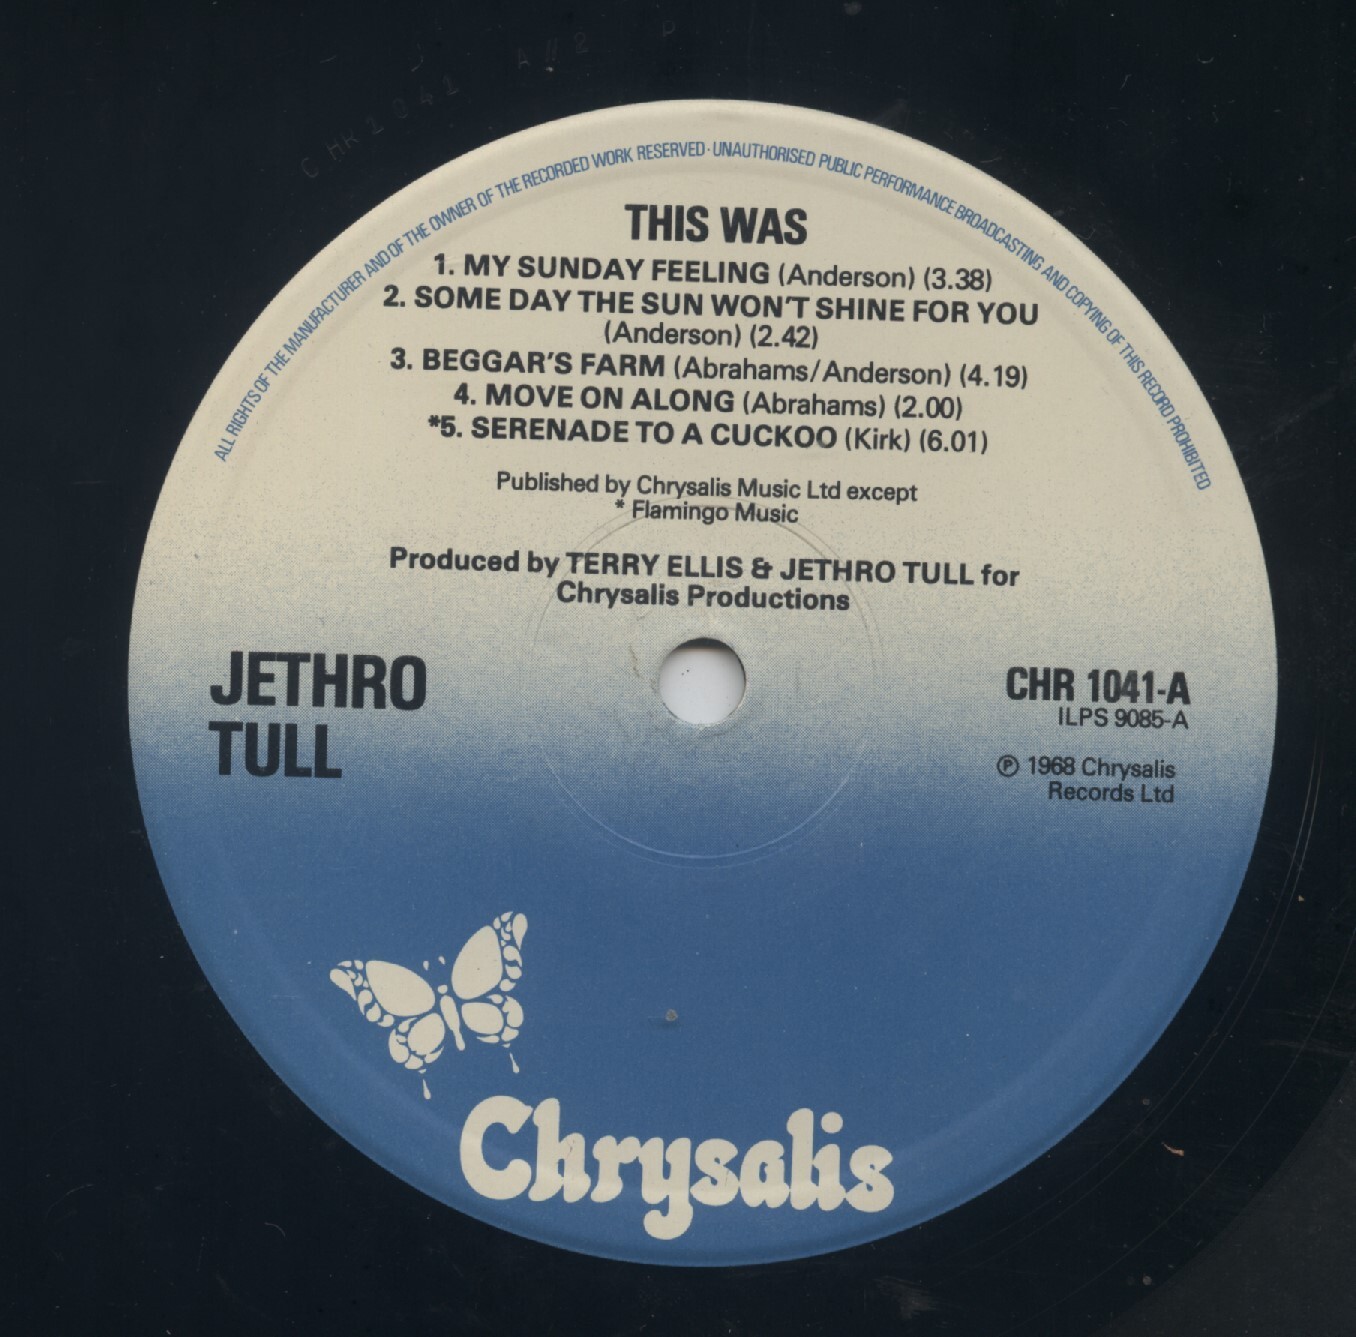 ALL RIGHTS OF THE MANUFACTURER AND OF THE OWNER OF THE RECORDED WORK RESERVED · UNAUTHORISED PUBLIC PERFORMANCE BROADCASTING AND COPYING OF THIS RECORD PROHIBITED
THIS WAS
1. MY SUNDAY FEELING (Anderson) (3.38)
2. SOME DAY THE SUN WON'T SHINE FOR YOU
(Anderson) (2.42)
3. BEGGAR'S FARM (Abrahams/Anderson) (4.19)
4. MOVE ON ALONG (Abrahams) (2.00)
*5. SERENADE TO A CUCKOO (Kirk) (6.01)
Published by Chrysalis Music Ltd except
* Flamingo Music
Produced by TERRY ELLIS & JETHRO TULL for
Chrysalis Productions
JETHRO
TULL
CHR 1041-A
ILPS 9085-A
℗ 1968 Chrysalis
Records Ltd
Chrysalis